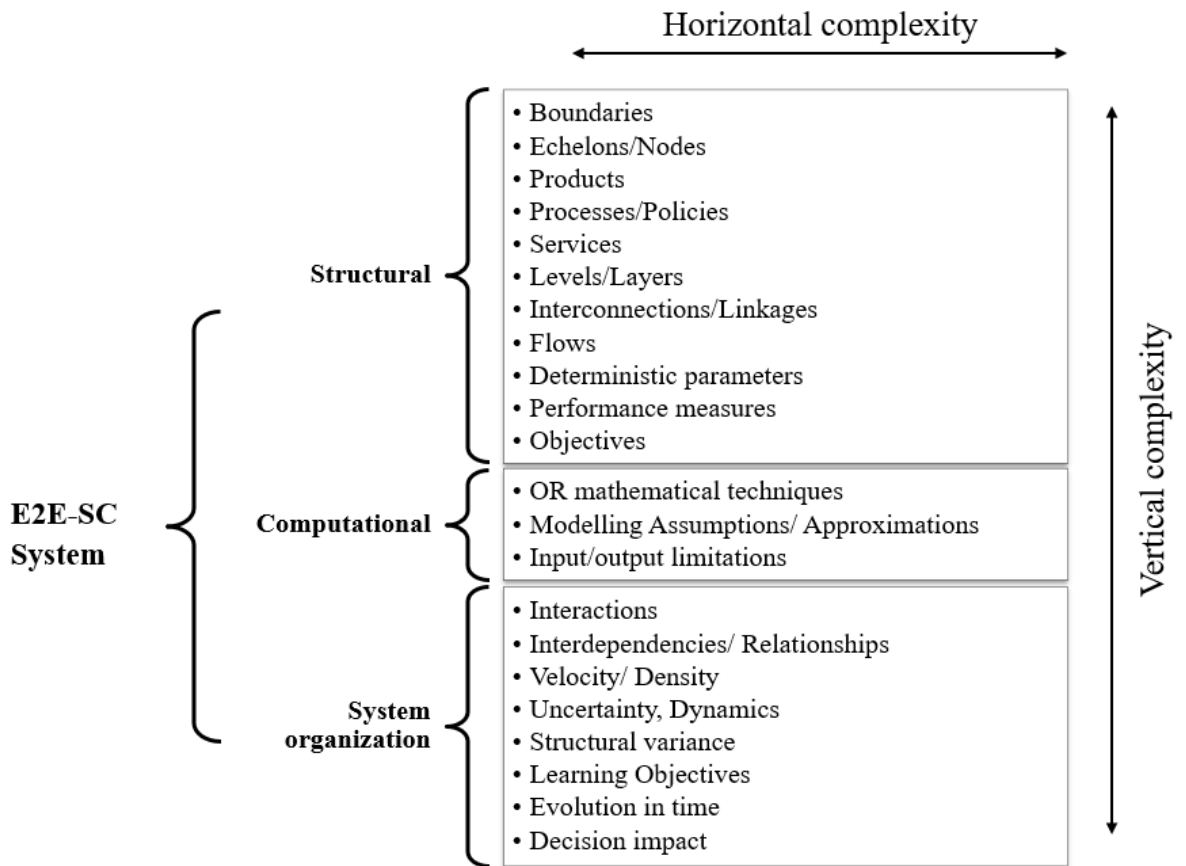 Horizontal complexity
• Boundaries
• Echelons/Nodes
• Products
• Processes/Policies
• Services
• Levels/Layers
• Interconnections/Linkages
• Flows
• Deterministic parameters
• Performance measures
• Objectives
Structural
• OR mathematical techniques
• Modelling Assumptions/ Approximations
• Input/output limitations
Computational
E2E-SC
System
• Interactions
• Interdependencies/ Relationships
• Velocity/ Density
• Uncertainty, Dynamics
• Structural variance
• Learning Objectives
• Evolution in time
• Decision impact
System
organization
Vertical complexity